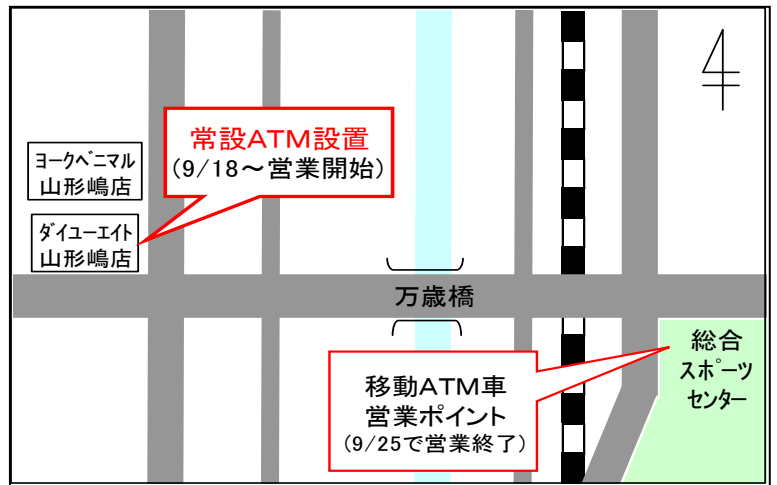 常設ATM設置
(9/18～営業開始)
ヨークベニマル
山形嶋店
ダイユーエイト
山形嶋店
万歳橋
総合
スポーツ
センター
移動ATM車
営業ポイント
(9/25で営業終了)